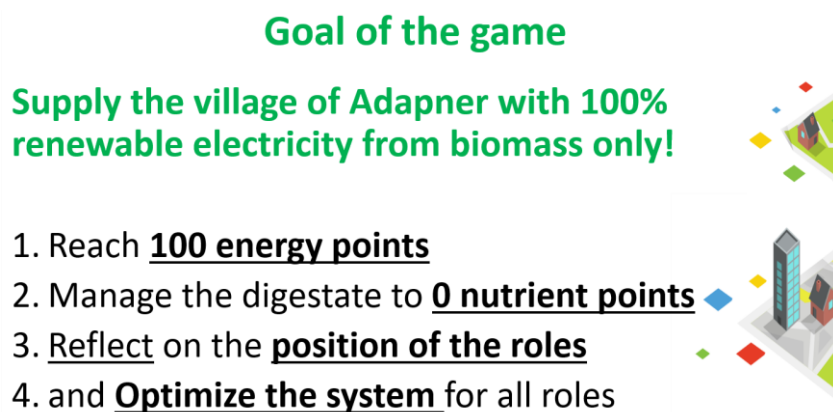 Goal of the game
Supply the village of Adapner with 100%
renewable electricity from biomass only!
1. Reach 100 energy points
2. Manage the digestate to 0 nutrient points
3. Reflect on the position of the roles
4. and Optimize the system for all roles